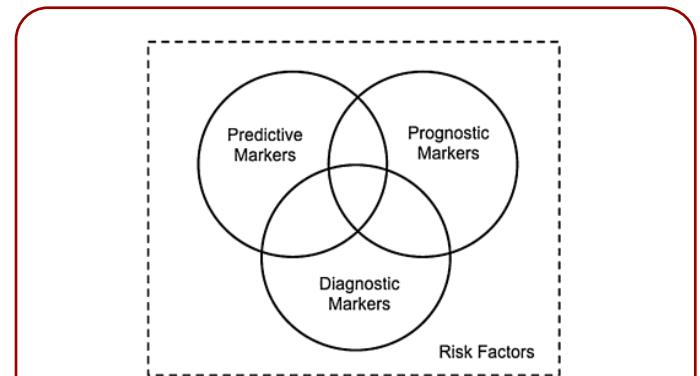 Predictive
Markers
Prognostic
Markers
Diagnostic
Markers
Risk Factors